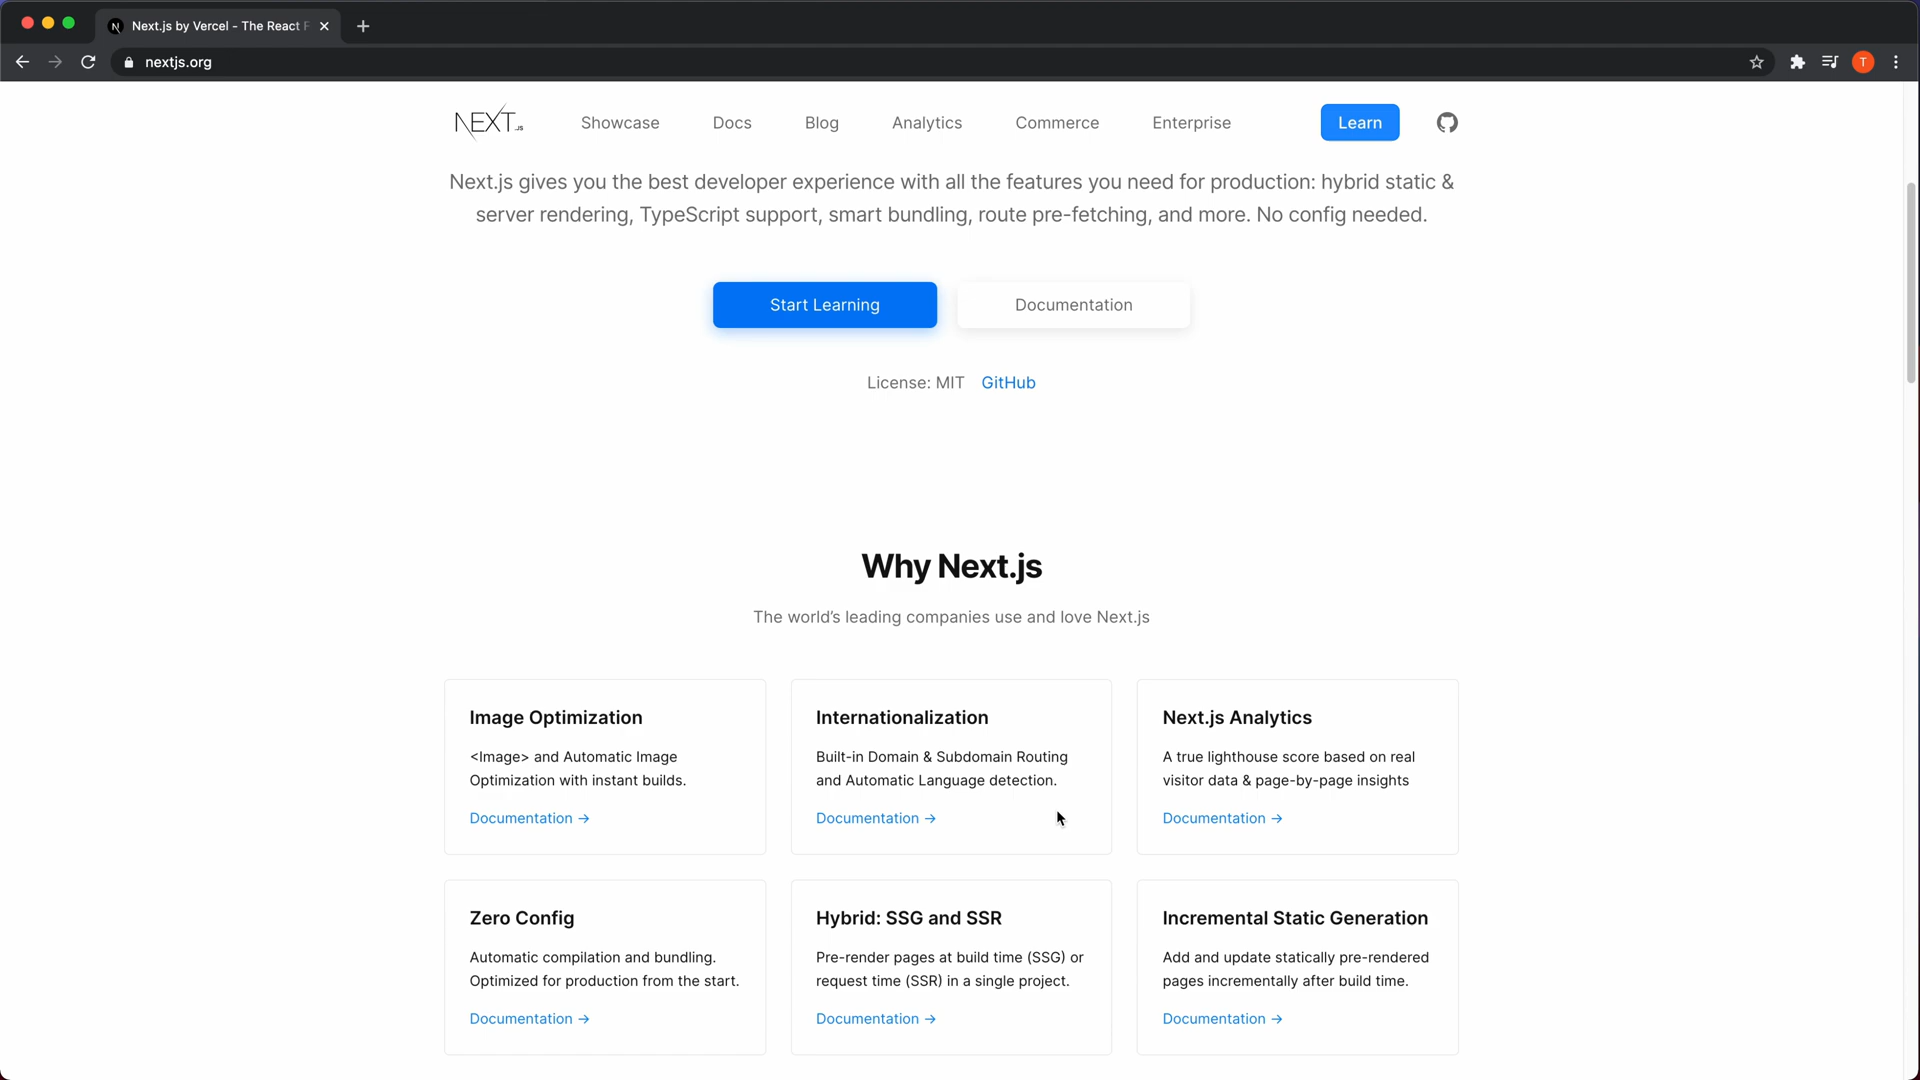 Next.js by Vercel - The React F
nextjs.org
T
NEXT.JS
Showcase
Docs
Blog
Analytics
Commerce
Enterprise
Learn
Next.js gives you the best developer experience with all the features you need for production: hybrid static &
server rendering, TypeScript support, smart bundling, route pre-fetching, and more. No config needed.
Start Learning
Documentation
License: MIT GitHub
Why Next.js
The world’s leading companies use and love Next.js
Image Optimization
<Image> and Automatic Image
Optimization with instant builds.
Documentation →
Internationalization
Built-in Domain & Subdomain Routing
and Automatic Language detection.
Documentation →
Next.js Analytics
A true lighthouse score based on real
visitor data & page-by-page insights
Documentation →
Zero Config
Automatic compilation and bundling.
Optimized for production from the start.
Documentation →
Hybrid: SSG and SSR
Pre-render pages at build time (SSG) or
request time (SSR) in a single project.
Documentation →
Incremental Static Generation
Add and update statically pre-rendered
pages incrementally after build time.
Documentation →